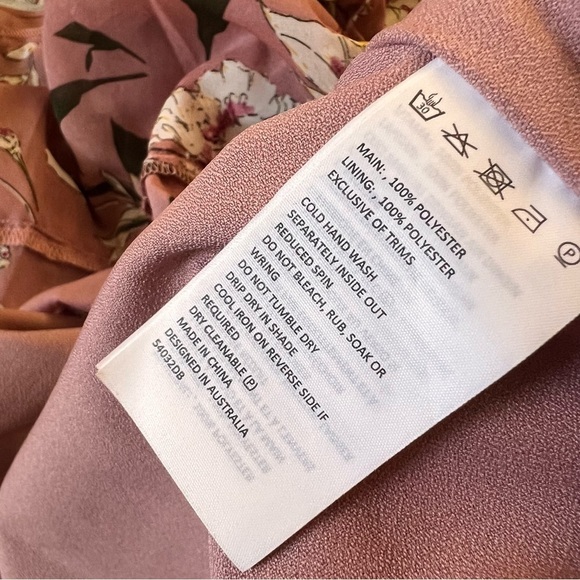 30
P
MAIN: , 100% POLYESTER
LINING: , 100% POLYESTER
EXCLUSIVE OF TRIMS
COLD HAND WASH
SEPARATELY INSIDE OUT
REDUCED SPIN
DO NOT BLEACH, RUB, SOAK OR
WRING
DO NOT TUMBLE DRY
DRIP DRY IN SHADE
COOL IRON ON REVERSE SIDE IF
REQUIRED
DRY CLEANABLE (P)
MADE IN CHINA
54032DB
DESIGNED IN AUSTRALIA